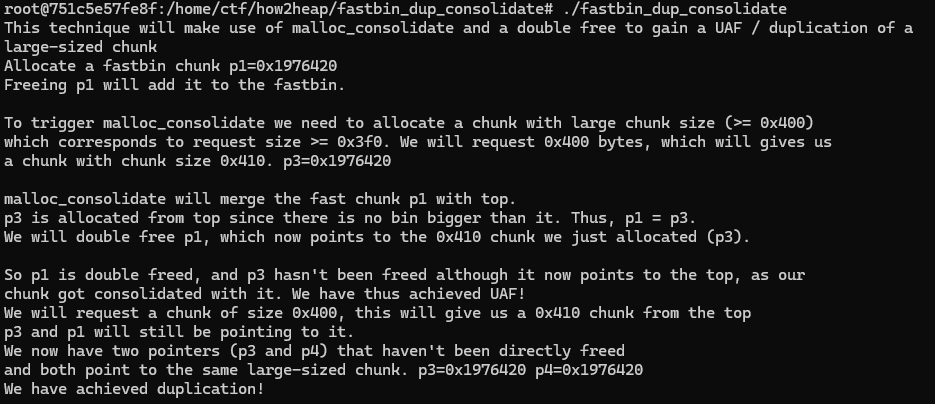 root@751c5e57fe8f:/home/ctf/how2heap/fastbin_dup_consolidate# ./fastbin_dup_consolidate
This technique will make use of malloc_consolidate and a double free to gain a UAF / duplication of a
large-sized chunk
Allocate a fastbin chunk p1=0x1976420
Freeing p1 will add it to the fastbin.

To trigger malloc_consolidate we need to allocate a chunk with large chunk size (>= 0x400)
which corresponds to request size >= 0x3f0. We will request 0x400 bytes, which will gives us
a chunk with chunk size 0x410. p3=0x1976420

malloc_consolidate will merge the fast chunk p1 with top.
p3 is allocated from top since there is no bin bigger than it. Thus, p1 = p3.
We will double free p1, which now points to the 0x410 chunk we just allocated (p3).

So p1 is double freed, and p3 hasn't been freed although it now points to the top, as our
chunk got consolidated with it. We have thus achieved UAF!
We will request a chunk of size 0x400, this will give us a 0x410 chunk from the top
p3 and p1 will still be pointing to it.
We now have two pointers (p3 and p4) that haven't been directly freed
and both point to the same large-sized chunk. p3=0x1976420 p4=0x1976420
We have achieved duplication!